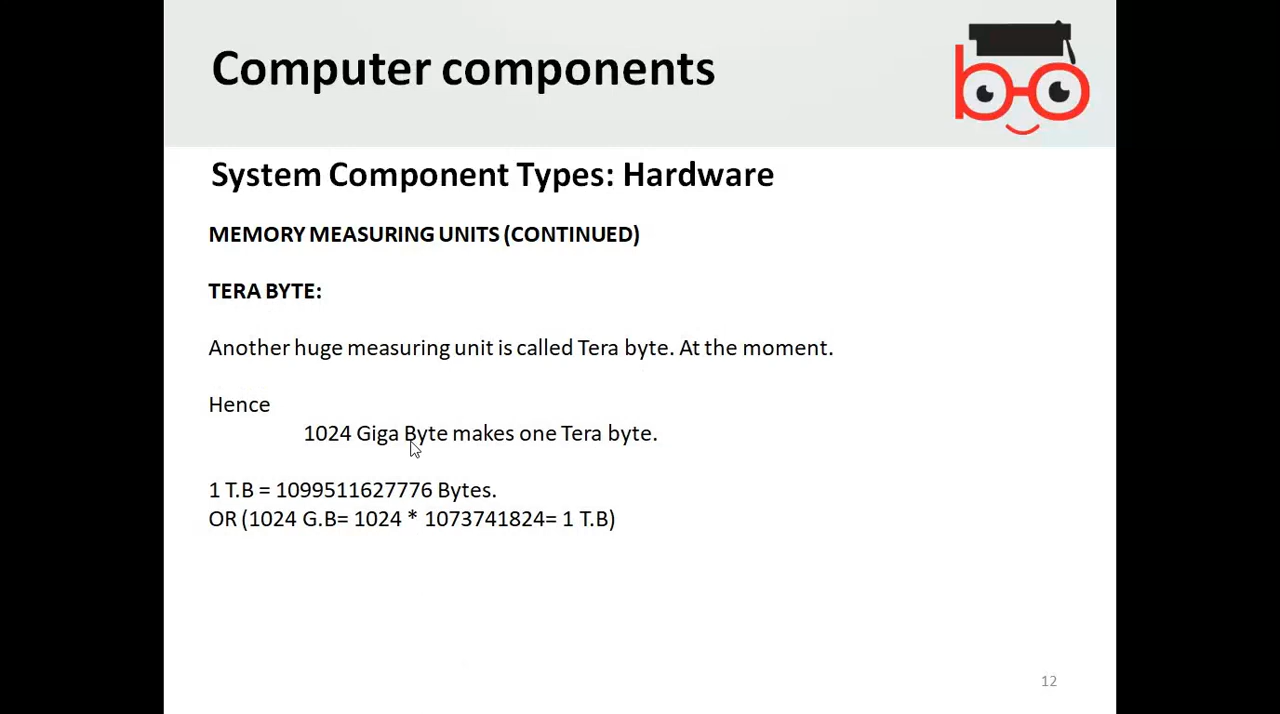 Computer components
System Component Types: Hardware
MEMORY MEASURING UNITS (CONTINUED)
TERA BYTE:
Another huge measuring unit is called Tera byte. At the moment.
Hence
1024 Giga Byte makes one Tera byte.
1 T.B = 1099511627776 Bytes.
OR (1024 G.B= 1024 * 1073741824= 1 T.B)
12